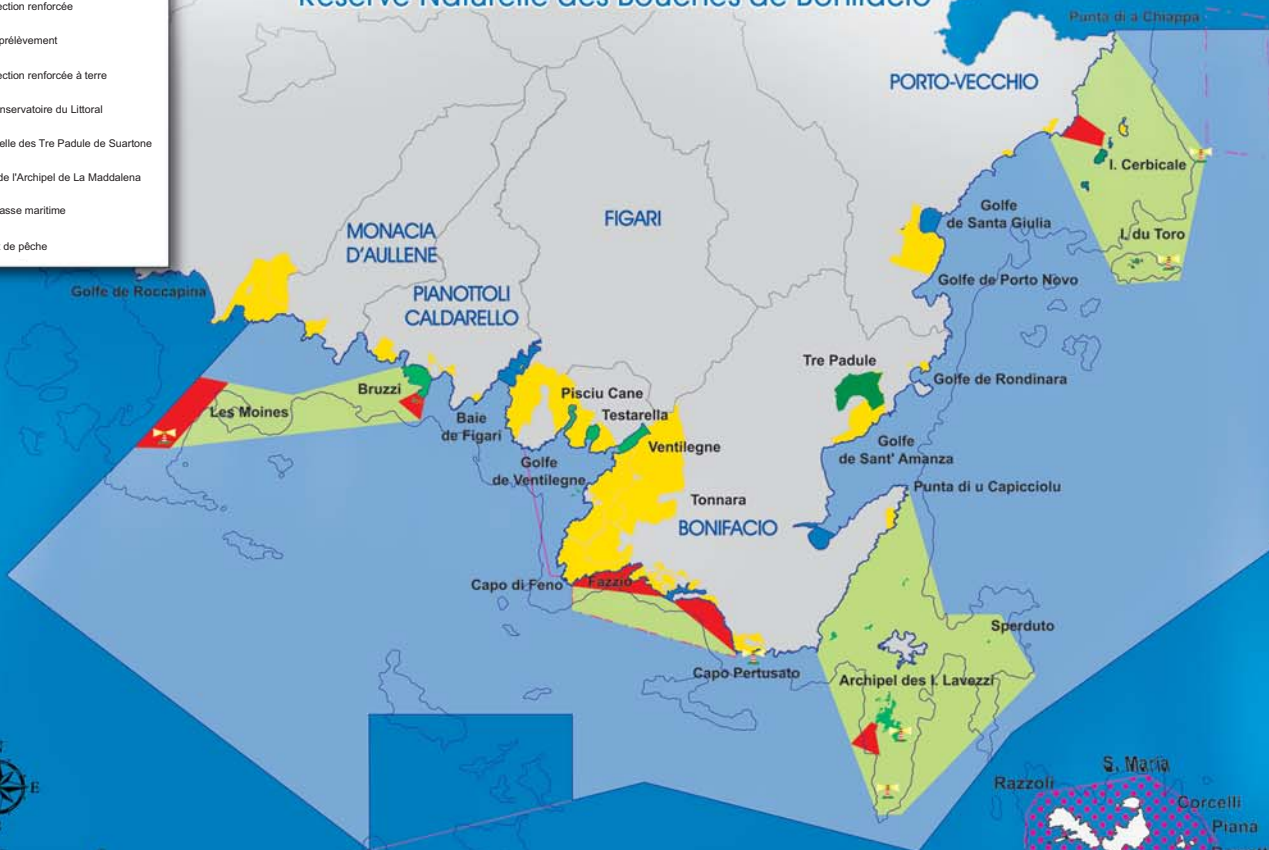 Réserve Naturelle des Bouches de Bonifacio
ection renforcée
prélèvement
ection renforcée à terre
onservatoire du Littoral
elle des Tre Padule de Suartone
de l'Archipel de La Maddalena
asse maritime
de pêche
Punta di a Chiappa
PORTO-VECCHIO
I. Cerbicale
Golfe
de Santa Giulia
I. du Toro
Golfe de Porto Novo
FIGARI
MONACIA
D'AULLENE
Golfe de Roccapina
PIANOTTOLI
CALDARELLO
Tre Padule
Golfe de Rondinara
Bruzzi
Pisciu Cane
Les Moines
Testarella
Baie
de Figari
Ventilegne
Golfe
de Sant' Amanza
Golfe
de Ventilegne
Punta di u Capicciolu
Tonnara
BONIFACIO
Capo di Feno
Fazzio
Sperduto
Capo Pertusato
Archipel des I. Lavezzi
E
S. Maria
Razzoli
Corcelli
Piana